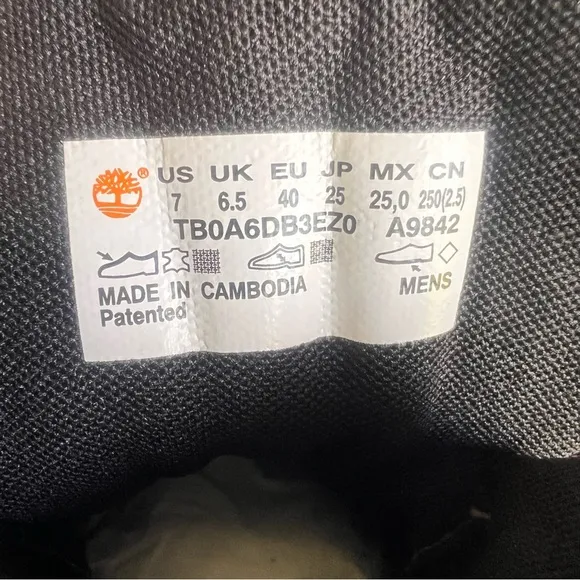 ® US UK EU JP MX CN
7 6.5 40 25 25,0 250(2.5)
TB0A6DB3EZ0 A9842
MADE IN CAMBODIA MENS
Patented